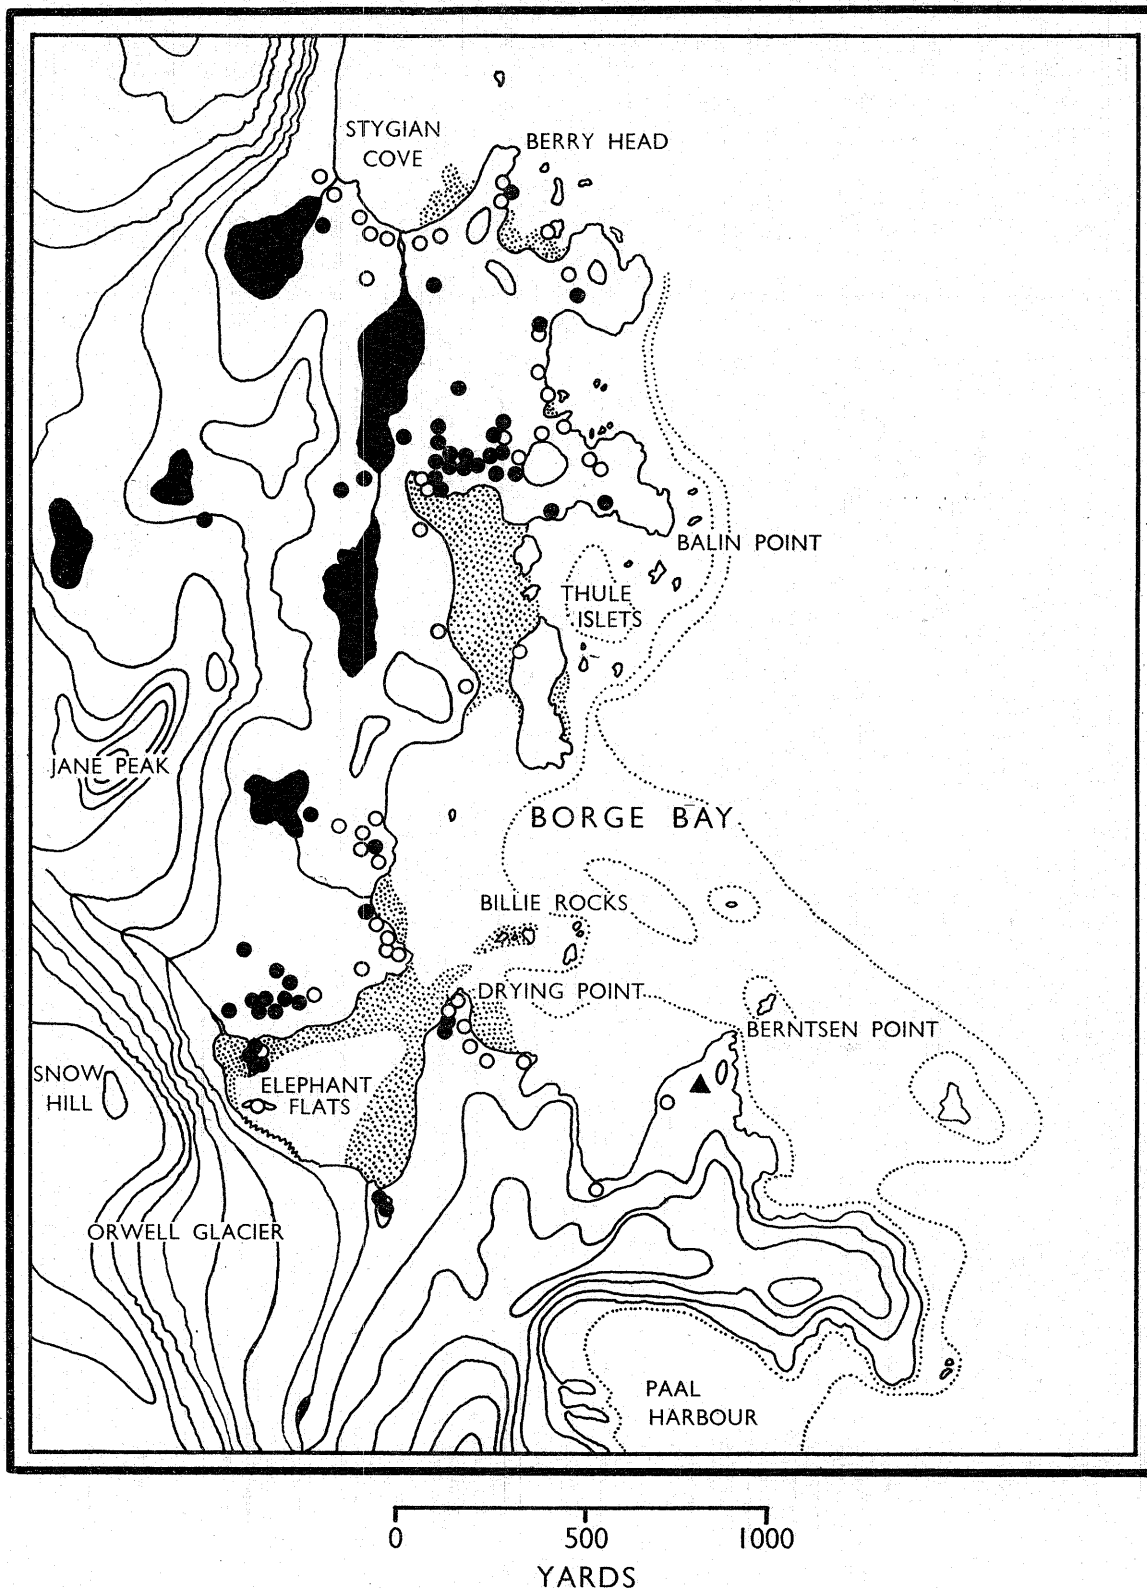 STYGIAN
COVE
BERRY HEAD
BALIN POINT
THULE
ISLETS
JANE PEAK
BORGE BAY
BILLIE ROCKS
DRYING POINT
BERNTSEN POINT
SNOW
HILL
ELEPHANT
FLATS
ORWELL GLACIER
PAAL
HARBOUR
0 500 1000
YARDS